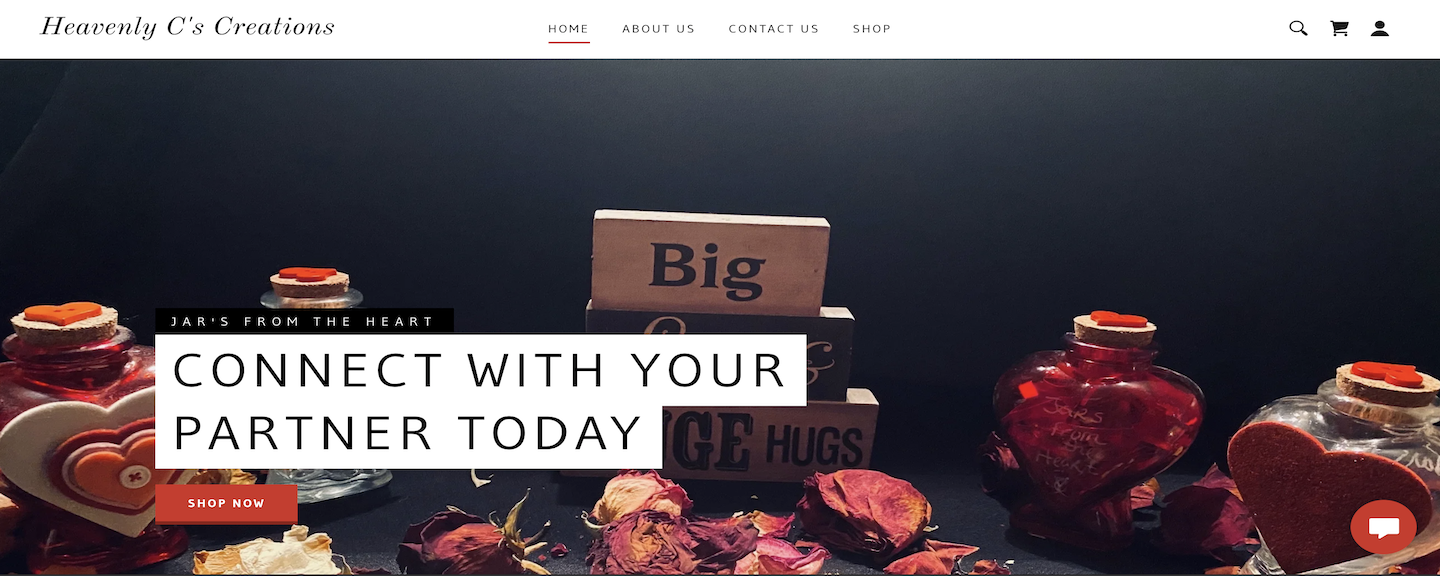 Heavenly C's Creations
HOME ABOUT US CONTACT US SHOP
Big
JAR'S FROM THE HEART
CONNECT WITH YOUR
PARTNER TODAY
HUGS
Jars
From
the
Heart
SHOP NOW